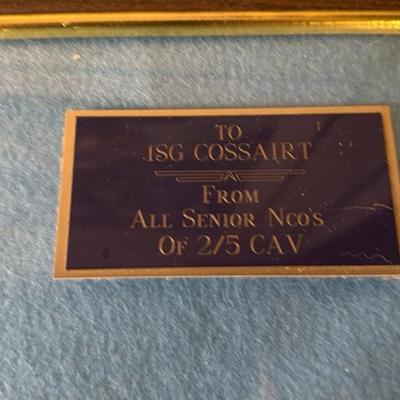 TO
1SG COSSAIRT
FROM
ALL SENIOR NCO'S
OF 2/5 CAV